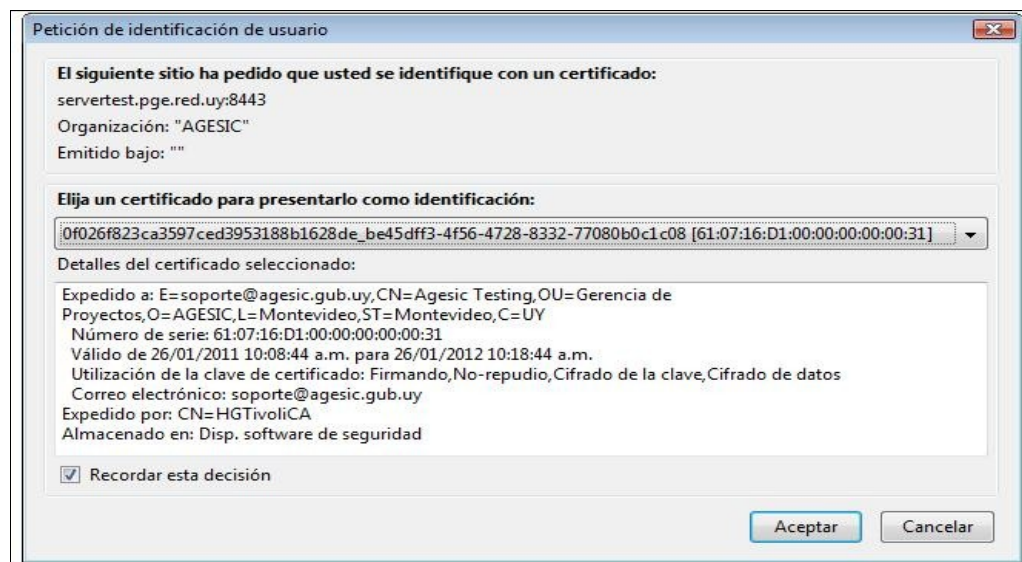 Petición de identificación de usuario
El siguiente sitio ha pedido que usted se identifique con un certificado:
servertest.pge.red.uy:8443
Organización: "AGESIC"
Emitido bajo: ""
Elija un certificado para presentarlo como identificación:
0f026f823ca3597ced3953188b1628de_be45dff3-4f56-4728-8332-77080b0c1c08 [61:07:16:D1:00:00:00:00:00:31]
Detalles del certificado seleccionado:
Expedido a: E=soporte@agesic.gub.uy,CN=Agesic Testing,OU=Gerencia de
Proyectos,O=AGESIC,L=Montevideo,ST=Montevideo,C=UY
Número de serie: 61:07:16:D1:00:00:00:00:00:31
Válido de 26/01/2011 10:08:44 a.m. para 26/01/2012 10:18:44 a.m.
Utilización de la clave de certificado: Firmando,No-repudio,Cifrado de la clave,Cifrado de datos
Correo electrónico: soporte@agesic.gub.uy
Expedido por: CN=HGTivoliCA
Almacenado en: Disp. software de seguridad
Recordar esta decisión
Aceptar Cancelar